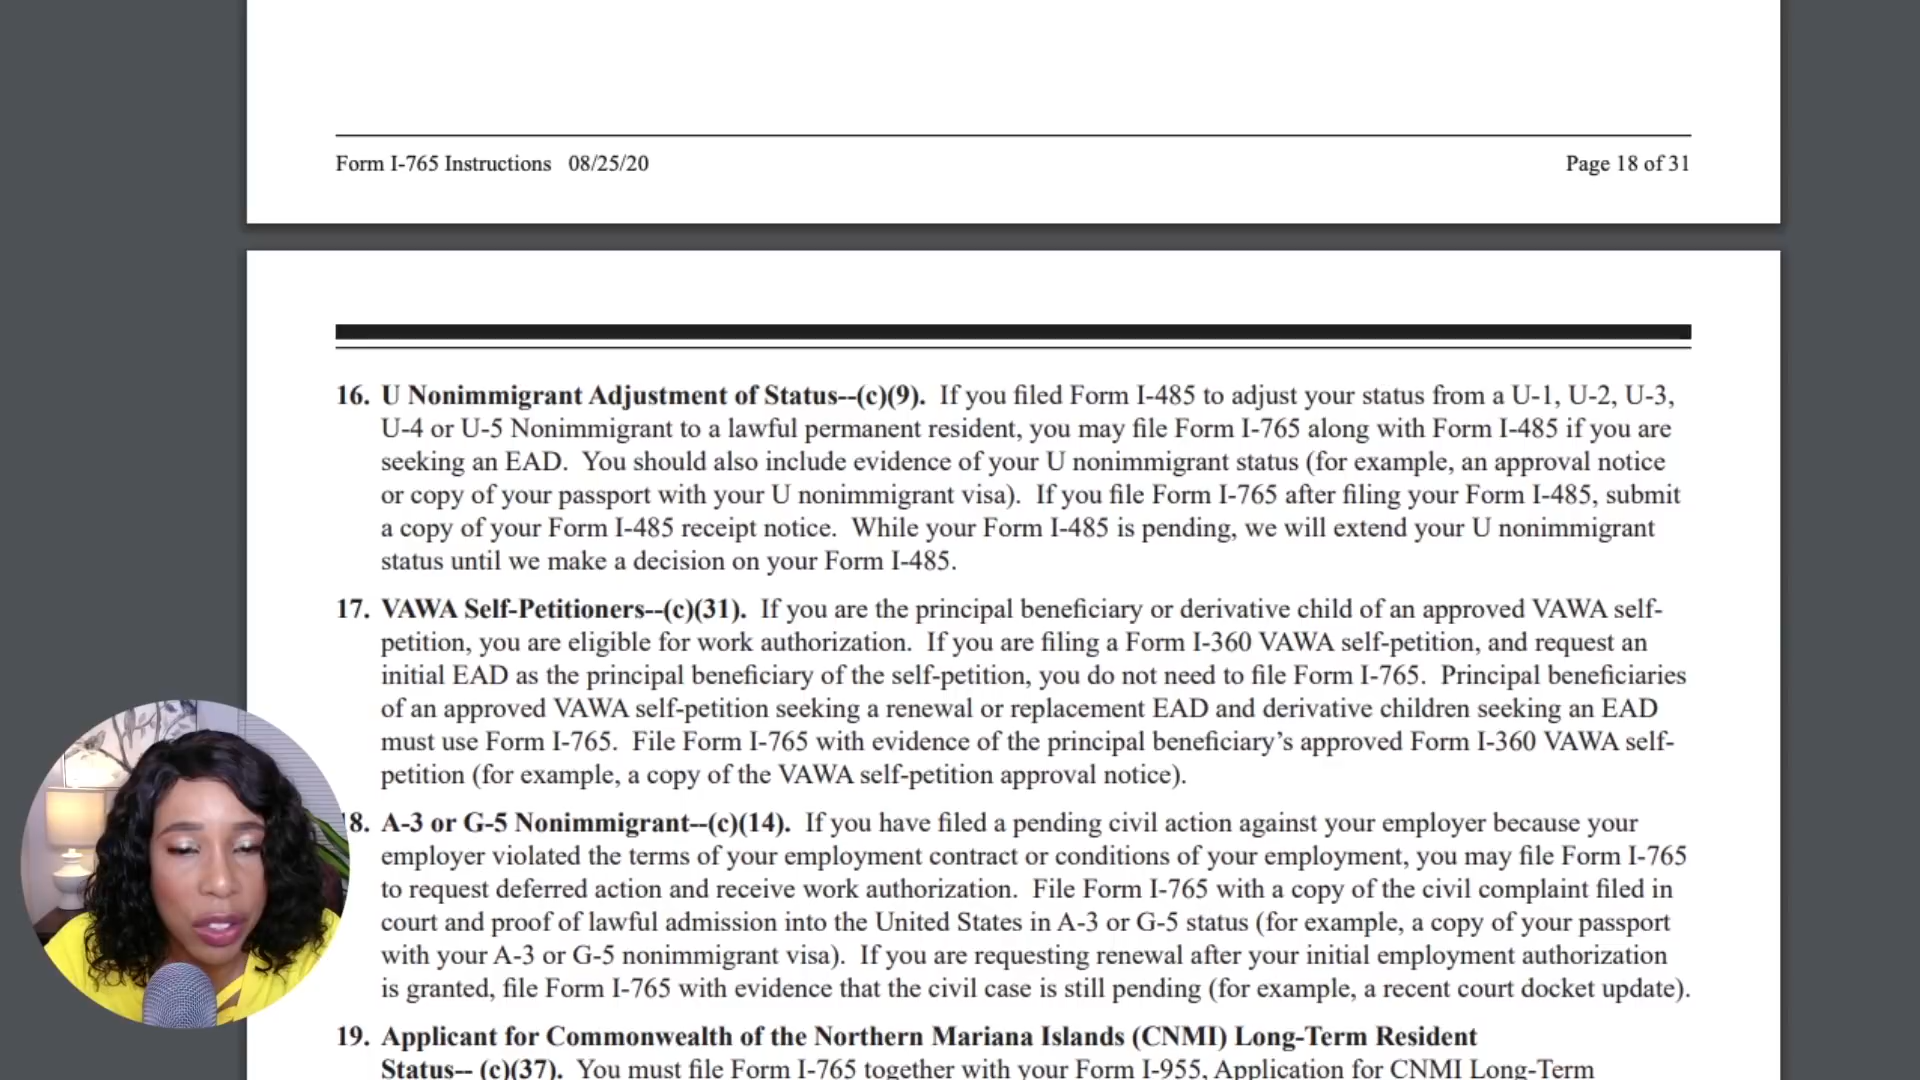 Form I-765 Instructions 08/25/20
Page 18 of 31
16. U Nonimmigrant Adjustment of Status--(c)(9). If you filed Form I-485 to adjust your status from a U-1, U-2, U-3,
U-4 or U-5 Nonimmigrant to a lawful permanent resident, you may file Form I-765 along with Form I-485 if you are
seeking an EAD. You should also include evidence of your U nonimmigrant status (for example, an approval notice
or copy of your passport with your U nonimmigrant visa). If you file Form I-765 after filing your Form I-485, submit
a copy of your Form I-485 receipt notice. While your Form I-485 is pending, we will extend your U nonimmigrant
status until we make a decision on your Form I-485.
17. VAWA Self-Petitioners--(c)(31). If you are the principal beneficiary or derivative child of an approved VAWA self-
petition, you are eligible for work authorization. If you are filing a Form I-360 VAWA self-petition, and request an
initial EAD as the principal beneficiary of the self-petition, you do not need to file Form I-765. Principal beneficiaries
of an approved VAWA self-petition seeking a renewal or replacement EAD and derivative children seeking an EAD
must use Form I-765. File Form I-765 with evidence of the principal beneficiary's approved Form I-360 VAWA self-
petition (for example, a copy of the VAWA self-petition approval notice).
18. A-3 or G-5 Nonimmigrant--(c)(14). If you have filed a pending civil action against your employer because your
employer violated the terms of your employment contract or conditions of your employment, you may file Form I-765
to request deferred action and receive work authorization. File Form I-765 with a copy of the civil complaint filed in
court and proof of lawful admission into the United States in A-3 or G-5 status (for example, a copy of your passport
with your A-3 or G-5 nonimmigrant visa). If you are requesting renewal after your initial employment authorization
is granted, file Form I-765 with evidence that the civil case is still pending (for example, a recent court docket update).
19. Applicant for Commonwealth of the Northern Mariana Islands (CNMI) Long-Term Resident
Status-- (c)(37). You must file Form I-765 together with your Form I-955, Application for CNMI Long-Term